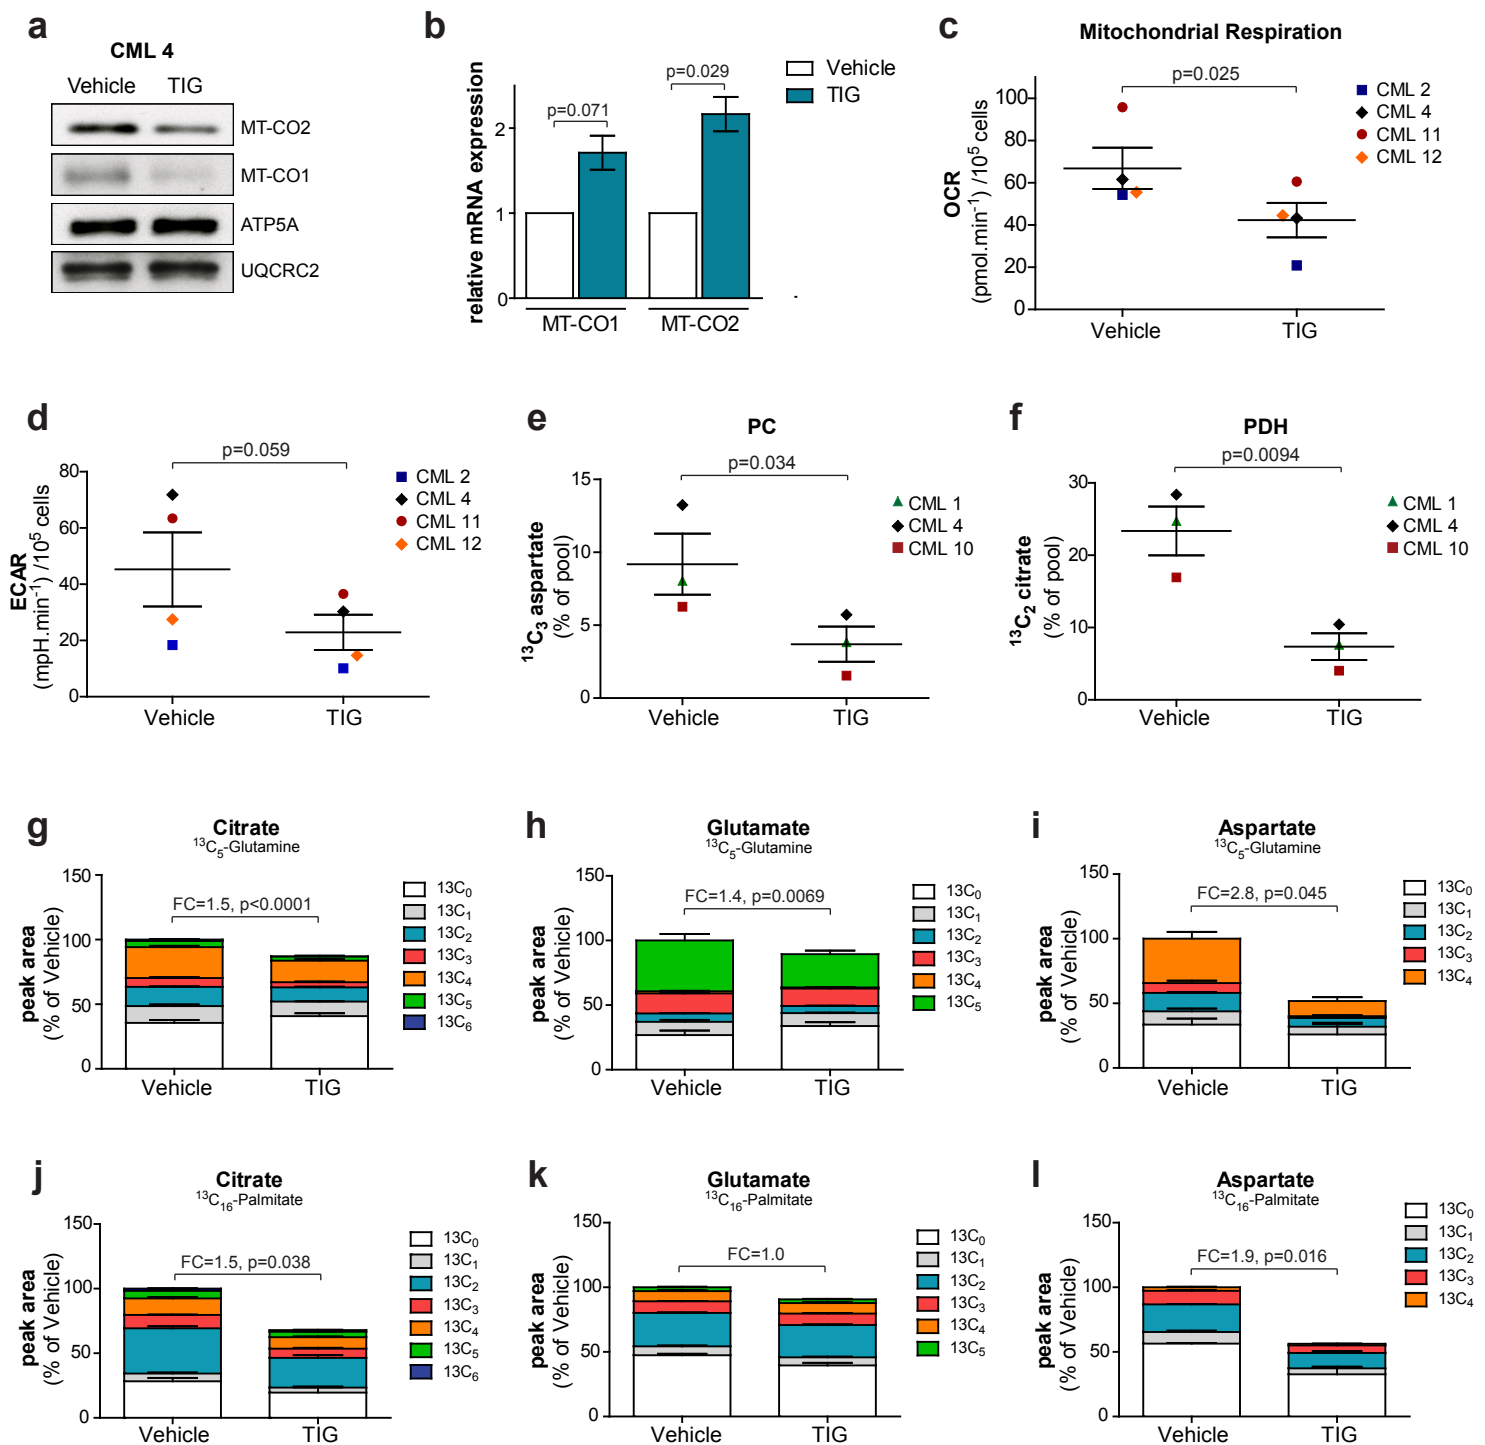 a
CML 4
Vehicle TIG
MT-CO2
MT-CO1
ATP5A
UQCRC2
b
relative mRNA expression
2
1
0
p=0.071
p=0.029
Vehicle
TIG
MT-CO1 MT-CO2
c
Mitochondrial Respiration
p=0.025
OCR
(pmol.min⁻¹) /10⁵ cells
100
80
60
40
20
0
Vehicle TIG
CML 2
CML 4
CML 11
CML 12
d
p=0.059
ECAR
(mpH.min⁻¹) /10⁵ cells
80
60
40
20
0
Vehicle TIG
CML 2
CML 4
CML 11
CML 12
e
PC
p=0.034
¹³C₃ aspartate
(% of pool)
15
10
5
0
Vehicle TIG
CML 1
CML 4
CML 10
f
PDH
p=0.0094
¹³C₂ citrate
(% of pool)
30
20
10
0
Vehicle TIG
CML 1
CML 4
CML 10
g
Citrate
¹³C₅-Glutamine
FC=1.5, p<0.0001
peak area
(% of Vehicle)
150
100
50
0
Vehicle TIG
13C₀
13C₁
13C₂
13C₃
13C₄
13C₅
13C₆
h
Glutamate
¹³C₅-Glutamine
FC=1.4, p=0.0069
peak area
(% of Vehicle)
150
100
50
0
Vehicle TIG
13C₀
13C₁
13C₂
13C₃
13C₄
13C₅
i
Aspartate
¹³C₅-Glutamine
FC=2.8, p=0.045
peak area
(% of Vehicle)
150
100
50
0
Vehicle TIG
13C₀
13C₁
13C₂
13C₃
13C₄
j
Citrate
¹³C₁₆-Palmitate
FC=1.5, p=0.038
peak area
(% of Vehicle)
150
100
50
0
Vehicle TIG
13C₀
13C₁
13C₂
13C₃
13C₄
13C₅
13C₆
k
Glutamate
¹³C₁₆-Palmitate
FC=1.0
peak area
(% of Vehicle)
150
100
50
0
Vehicle TIG
13C₀
13C₁
13C₂
13C₃
13C₄
13C₅
l
Aspartate
¹³C₁₆-Palmitate
FC=1.9, p=0.016
peak area
(% of Vehicle)
150
100
50
0
Vehicle TIG
13C₀
13C₁
13C₂
13C₃
13C₄